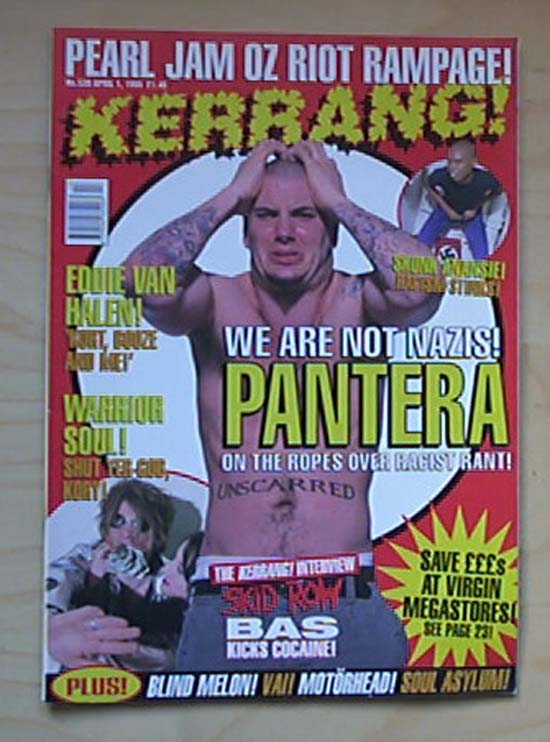 PEARL JAM OZ RIOT RAMPAGE!
KERRANG!
SKUNK ANANSIE!
EDDIE VAN
HALEN!
BOOZE
AND ME!'
WE ARE NOT NAZIS!
PANTERA
ON THE ROPES OVER RACIST RANT!
WARRIOR
SOUL!
SHUT YER GOB,
KORY!
UNSCARRED
THE KERRANG! INTERVIEW
SKID ROW
BAS
KICKS COCAINE!
SAVE £££s
AT VIRGIN
MEGASTORES!
SEE PAGE 23!
PLUS! BLIND MELON! VAI! MOTÖRHEAD! SOUL ASYLUM!